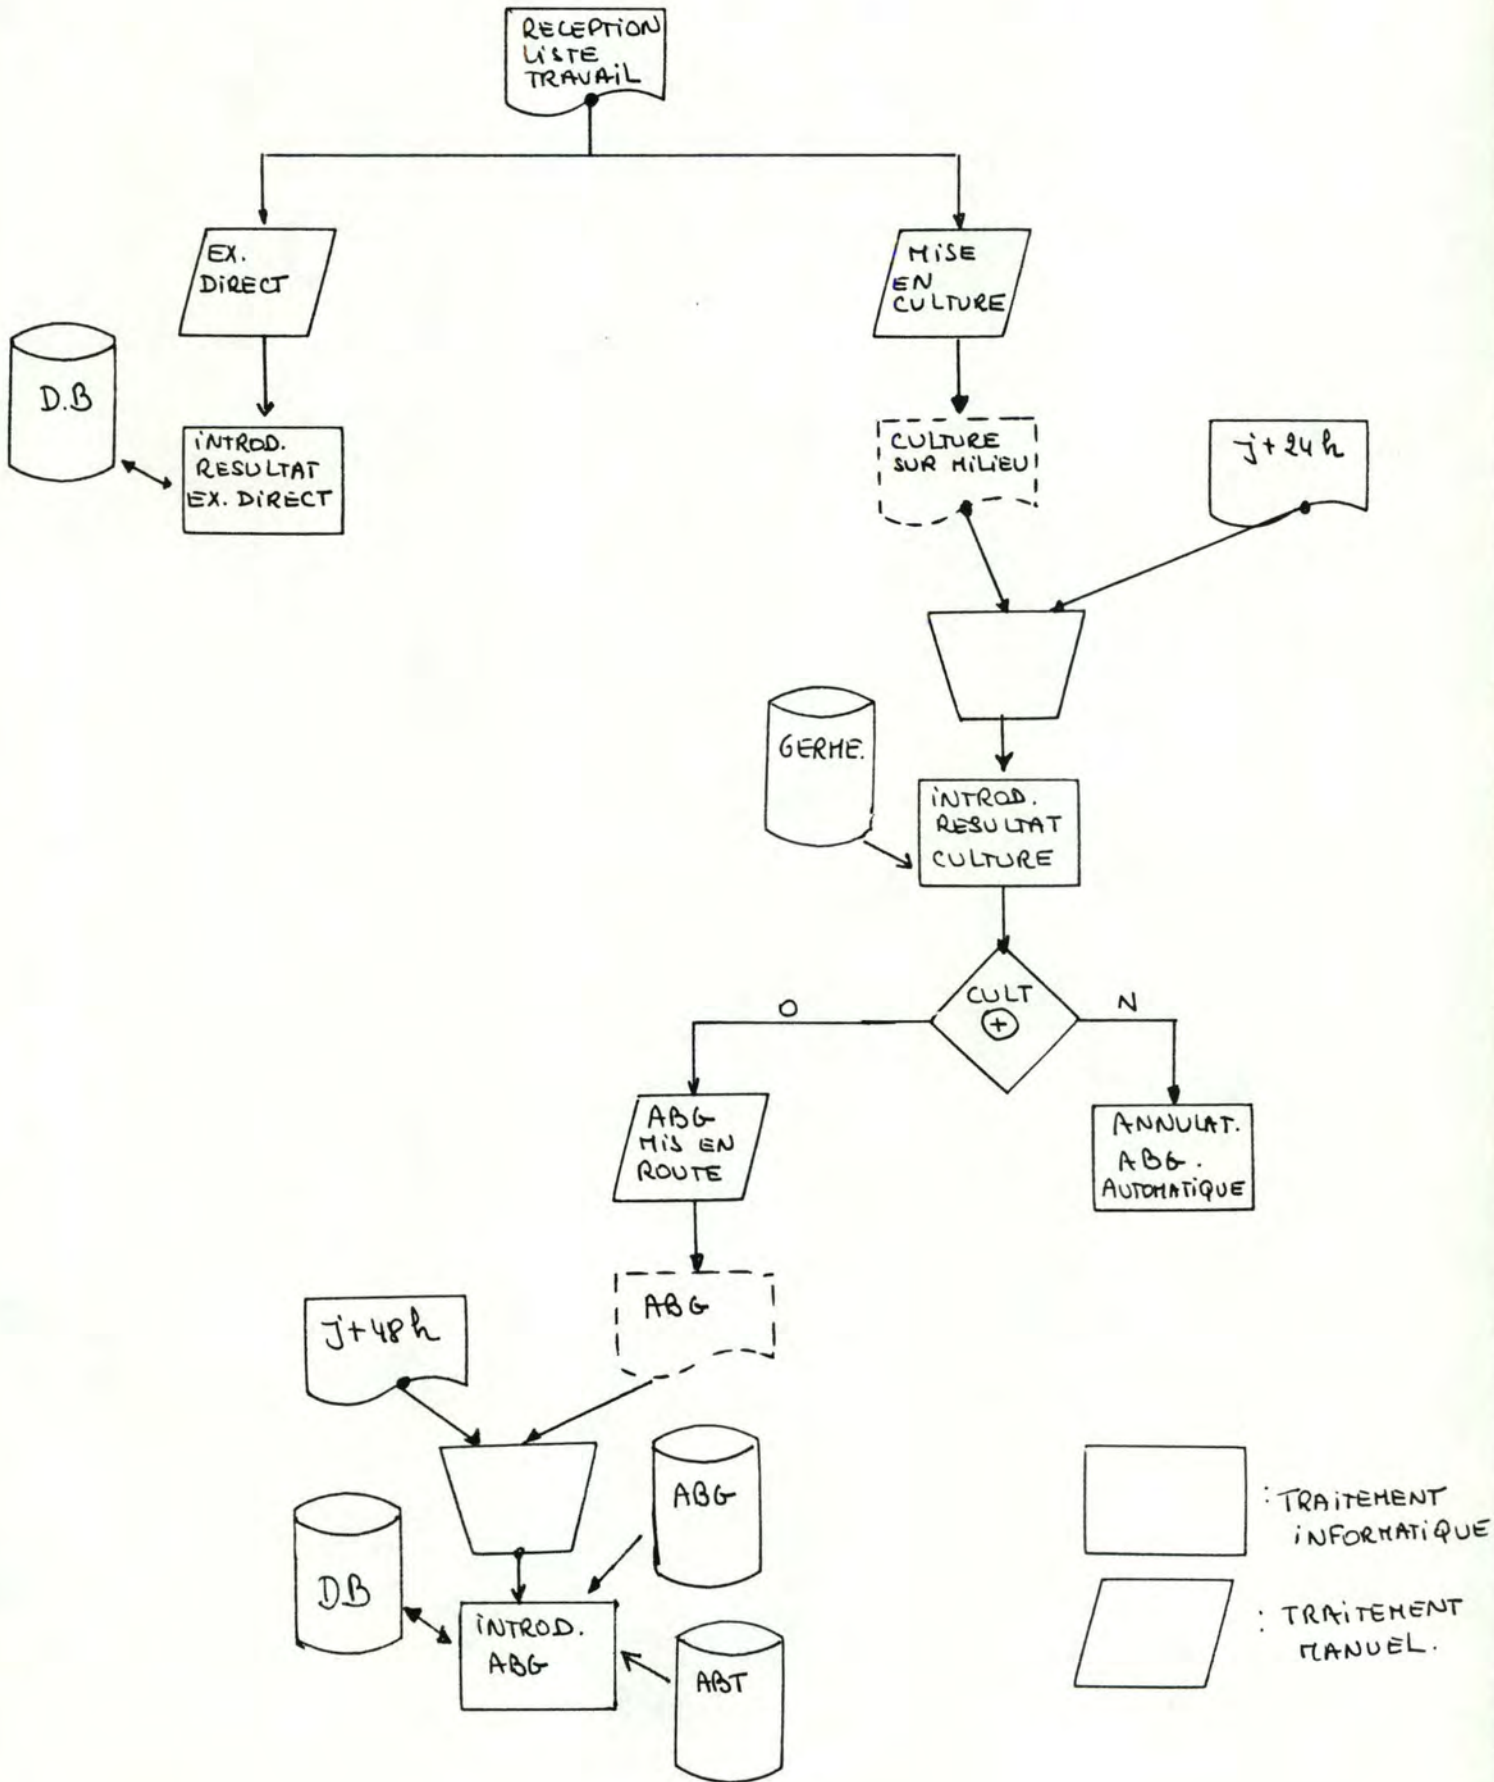 RECEPTION
LISTE
TRAVAIL
EX.
DIRECT
MISE
EN
CULTURE
D.B
INTROD.
RESULTAT
EX. DIRECT
CULTURE
SUR MILIEU
j+24h
GERME.
INTROD.
RESULTAT
CULTURE
CULT
+
O
N
ABG
MIS EN
ROUTE
ANNULAT.
ABG.
AUTOMATIQUE
ABG
j+48h
ABG
DB
INTROD.
ABG
ABT
: TRAITEMENT
INFORMATIQUE
: TRAITEMENT
MANUEL.